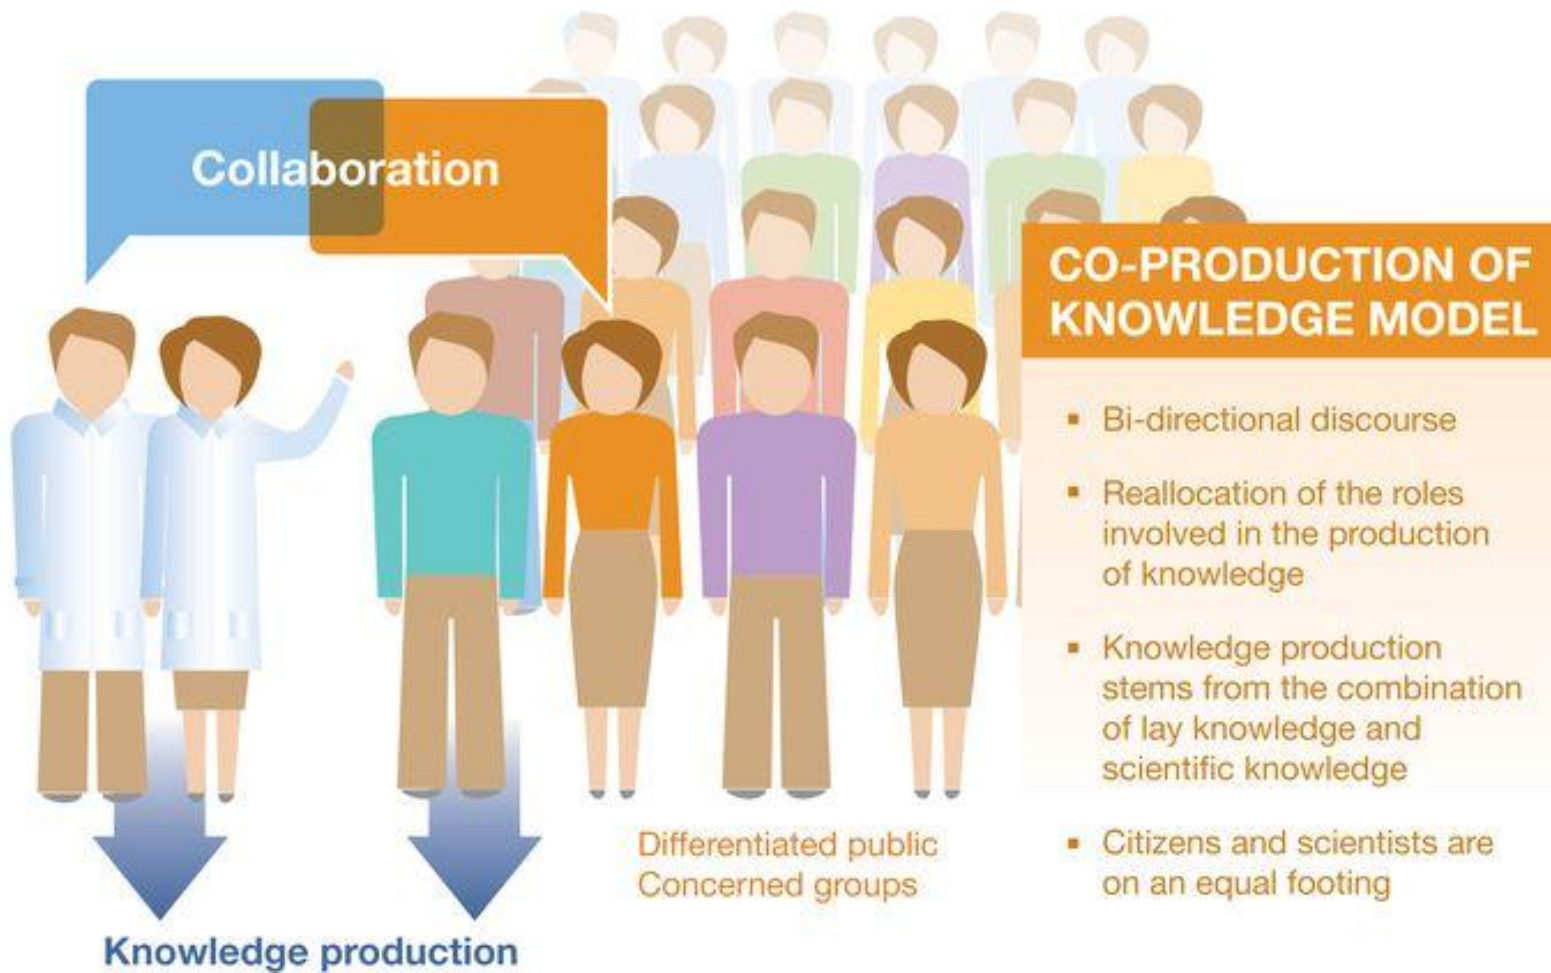 Collaboration
CO-PRODUCTION OF
KNOWLEDGE MODEL
▪ Bi-directional discourse
▪ Reallocation of the roles
involved in the production
of knowledge
▪ Knowledge production
stems from the combination
of lay knowledge and
scientific knowledge
▪ Citizens and scientists are
on an equal footing
Differentiated public
Concerned groups
Knowledge production